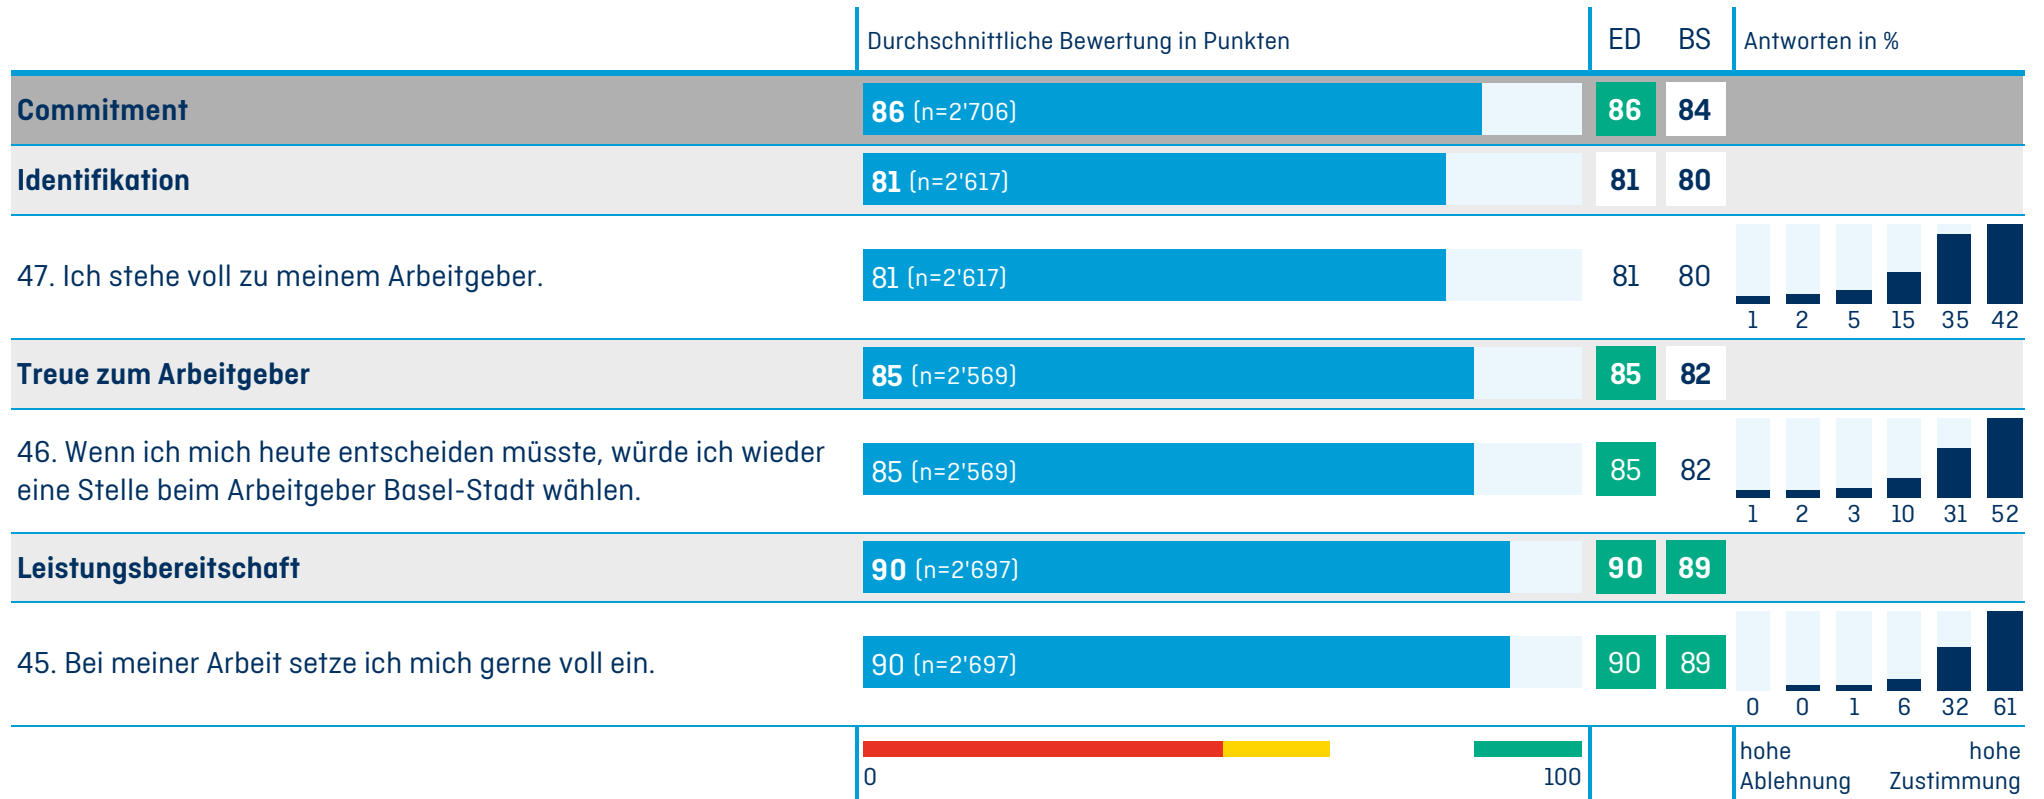 Durchschnittliche Bewertung in Punkten ED BS Antworten in %
Commitment 86 (n=2'706) 86 84
Identifikation 81 (n=2'617) 81 80
47. Ich stehe voll zu meinem Arbeitgeber. 81 (n=2'617) 81 80
1 2 5 15 35 42
Treue zum Arbeitgeber 85 (n=2'569) 85 82
46. Wenn ich mich heute entscheiden müsste, würde ich wieder
eine Stelle beim Arbeitgeber Basel-Stadt wählen. 85 (n=2'569) 85 82
1 2 3 10 31 52
Leistungsbereitschaft 90 (n=2'697) 90 89
45. Bei meiner Arbeit setze ich mich gerne voll ein. 90 (n=2'697) 90 89
0 0 1 6 32 61
0 100
hohe hohe
Ablehnung Zustimmung